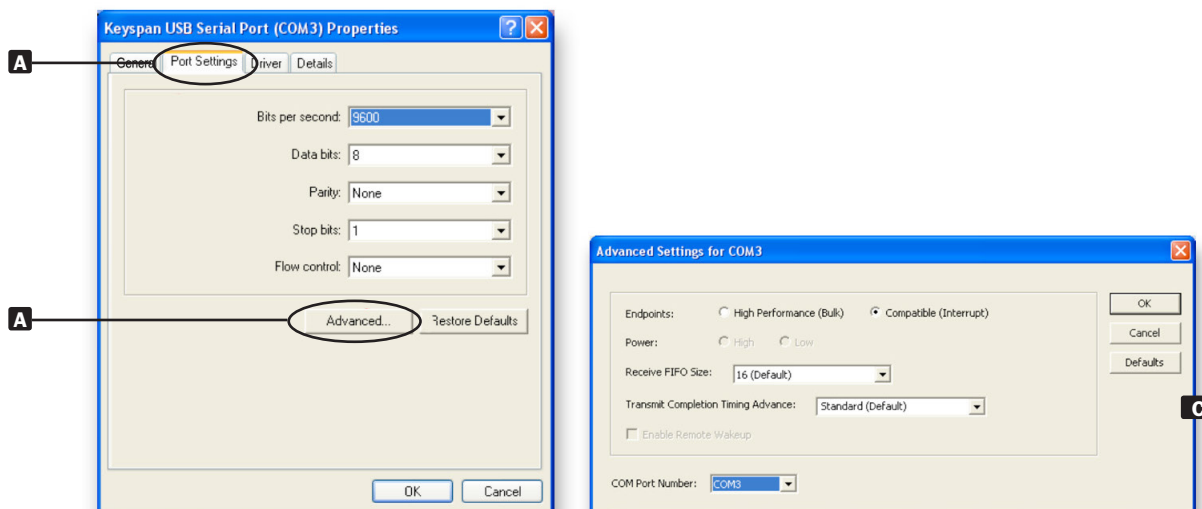 Keyspan USB Serial Port (COM3) Properties
A
General Port Settings Driver Details
Bits per second: 9600
Data bits: 8
Parity: None
Stop bits: 1
Flow control: None
A
Advanced... Restore Defaults
OK Cancel
Advanced Settings for COM3
Endpoints: High Performance (Bulk) Compatible (Interrupt)
OK
Power: High Low
Cancel
Receive FIFO Size: 16 (Default)
Defaults
Transmit Completion Timing Advance: Standard (Default)
C
Enable Remote Wakeup
COM Port Number: COM3